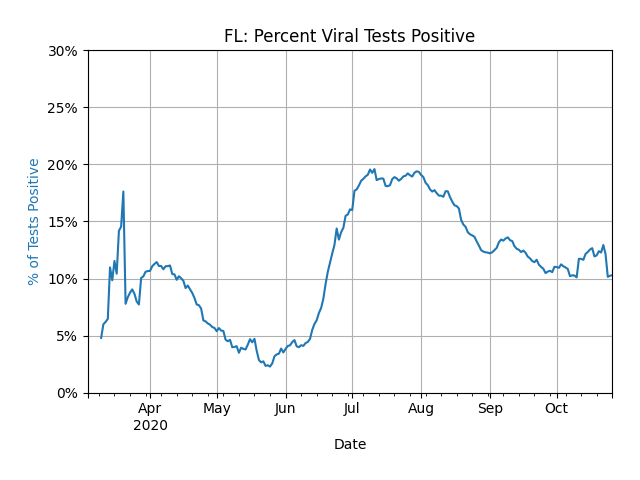 FL: Percent Viral Tests Positive
30%
25%
20%
15%
10%
5%
0%
% of Tests Positive
Apr May Jun Jul Aug Sep Oct
2020
Date